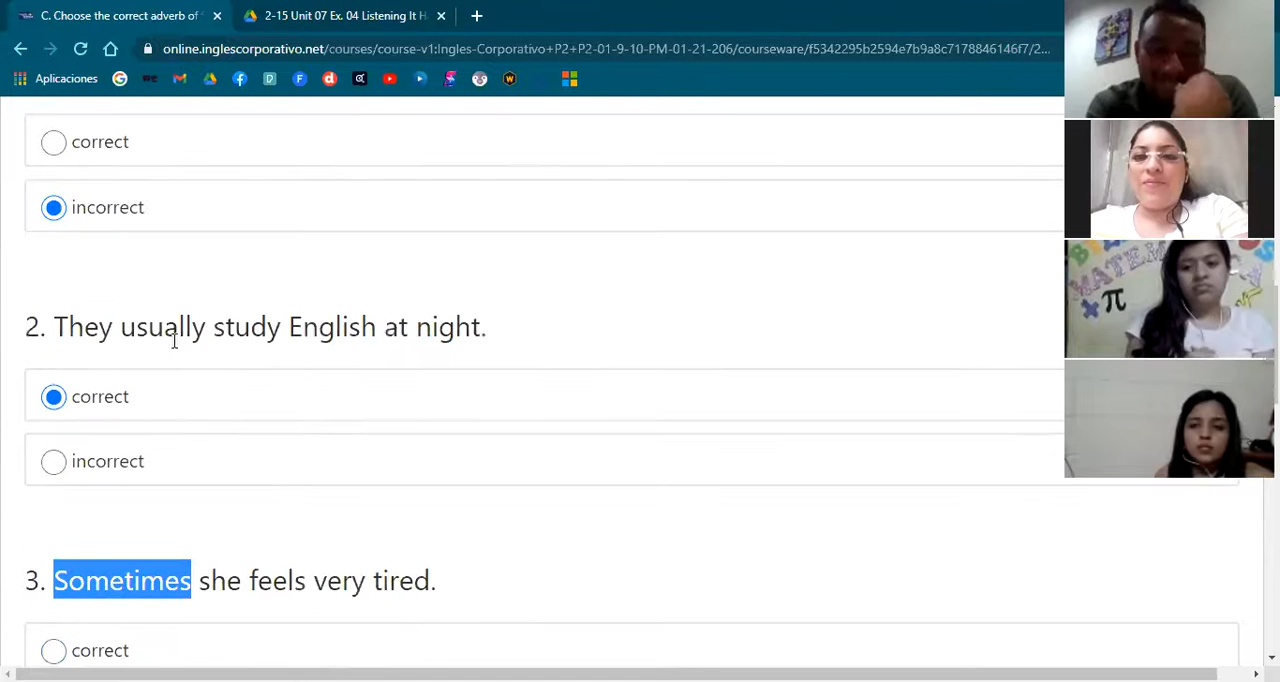 C. Choose the correct adverb of
2-15 Unit 07 Ex. 04 Listening It H
online.inglescorporativo.net/courses/course-v1:Ingles-Corporativo+P2+P2-01-9-10-PM-01-21-206/courseware/f5342295b2594e7b9a8c7178846146f7/2...
Aplicaciones
correct
incorrect
2. They usually study English at night.
correct
incorrect
3. Sometimes she feels very tired.
correct
MATEM
π